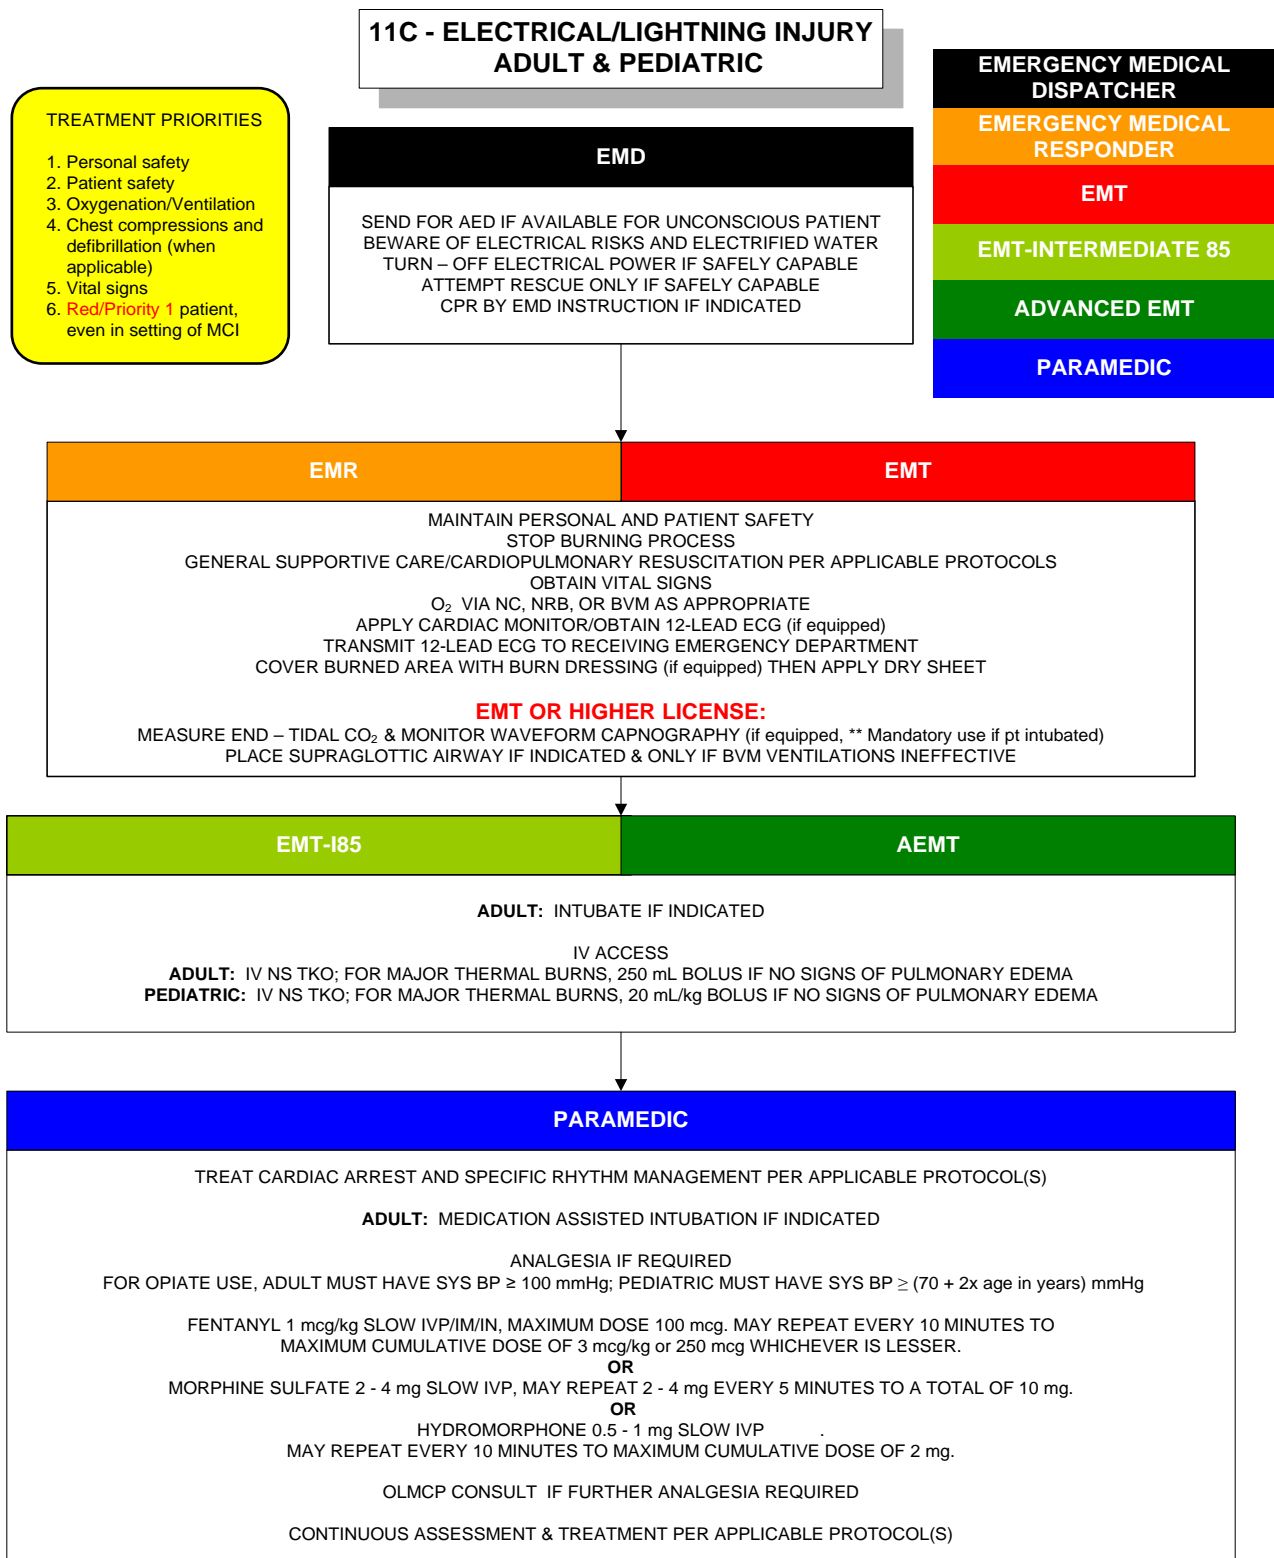 11C - ELECTRICAL/LIGHTNING INJURY
ADULT & PEDIATRIC
EMERGENCY MEDICAL
DISPATCHER
EMERGENCY MEDICAL
RESPONDER
EMT
EMT-INTERMEDIATE 85
ADVANCED EMT
PARAMEDIC
TREATMENT PRIORITIES
1. Personal safety
2. Patient safety
3. Oxygenation/Ventilation
4. Chest compressions and
defibrillation (when
applicable)
5. Vital signs
6. Red/Priority 1 patient,
even in setting of MCI
EMD
SEND FOR AED IF AVAILABLE FOR UNCONSCIOUS PATIENT
BEWARE OF ELECTRICAL RISKS AND ELECTRIFIED WATER
TURN – OFF ELECTRICAL POWER IF SAFELY CAPABLE
ATTEMPT RESCUE ONLY IF SAFELY CAPABLE
CPR BY EMD INSTRUCTION IF INDICATED
EMR
EMT
MAINTAIN PERSONAL AND PATIENT SAFETY
STOP BURNING PROCESS
GENERAL SUPPORTIVE CARE/CARDIOPULMONARY RESUSCITATION PER APPLICABLE PROTOCOLS
OBTAIN VITAL SIGNS
O₂ VIA NC, NRB, OR BVM AS APPROPRIATE
APPLY CARDIAC MONITOR/OBTAIN 12-LEAD ECG (if equipped)
TRANSMIT 12-LEAD ECG TO RECEIVING EMERGENCY DEPARTMENT
COVER BURNED AREA WITH BURN DRESSING (if equipped) THEN APPLY DRY SHEET
EMT OR HIGHER LICENSE:
MEASURE END – TIDAL CO₂ & MONITOR WAVEFORM CAPNOGRAPHY (if equipped, ** Mandatory use if pt intubated)
PLACE SUPRAGLOTTIC AIRWAY IF INDICATED & ONLY IF BVM VENTILATIONS INEFFECTIVE
EMT-I85
AEMT
ADULT: INTUBATE IF INDICATED
IV ACCESS
ADULT: IV NS TKO; FOR MAJOR THERMAL BURNS, 250 mL BOLUS IF NO SIGNS OF PULMONARY EDEMA
PEDIATRIC: IV NS TKO; FOR MAJOR THERMAL BURNS, 20 mL/kg BOLUS IF NO SIGNS OF PULMONARY EDEMA
PARAMEDIC
TREAT CARDIAC ARREST AND SPECIFIC RHYTHM MANAGEMENT PER APPLICABLE PROTOCOL(S)
ADULT: MEDICATION ASSISTED INTUBATION IF INDICATED
ANALGESIA IF REQUIRED
FOR OPIATE USE, ADULT MUST HAVE SYS BP ≥ 100 mmHg; PEDIATRIC MUST HAVE SYS BP ≥ (70 + 2x age in years) mmHg
FENTANYL 1 mcg/kg SLOW IVP/IM/IN, MAXIMUM DOSE 100 mcg. MAY REPEAT EVERY 10 MINUTES TO
MAXIMUM CUMULATIVE DOSE OF 3 mcg/kg or 250 mcg WHICHEVER IS LESSER.
OR
MORPHINE SULFATE 2 - 4 mg SLOW IVP, MAY REPEAT 2 - 4 mg EVERY 5 MINUTES TO A TOTAL OF 10 mg.
OR
HYDROMORPHONE 0.5 - 1 mg SLOW IVP .
MAY REPEAT EVERY 10 MINUTES TO MAXIMUM CUMULATIVE DOSE OF 2 mg.
OLMCP CONSULT IF FURTHER ANALGESIA REQUIRED
CONTINUOUS ASSESSMENT & TREATMENT PER APPLICABLE PROTOCOL(S)